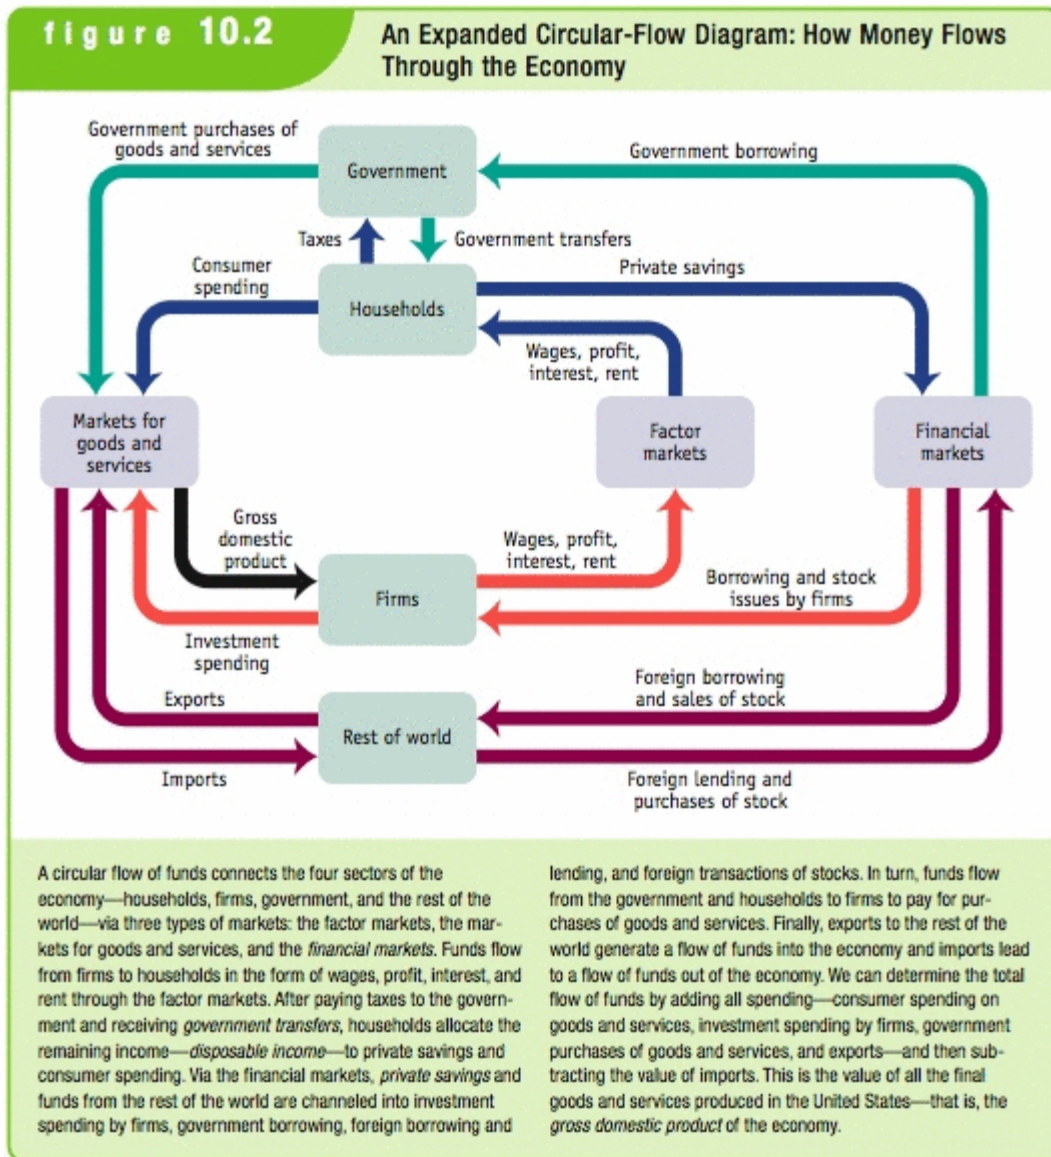 figure 10.2
An Expanded Circular-Flow Diagram: How Money Flows
Through the Economy
Government purchases of
goods and services
Government
Government borrowing
Taxes
Government transfers
Consumer
spending
Households
Private savings
Wages, profit,
interest, rent
Markets for
goods and
services
Factor
markets
Financial
markets
Gross
domestic
product
Wages, profit,
interest, rent
Firms
Borrowing and stock
issues by firms
Investment
spending
Exports
Foreign borrowing
and sales of stock
Rest of world
Imports
Foreign lending and
purchases of stock
A circular flow of funds connects the four sectors of the
economy—households, firms, government, and the rest of the
world—via three types of markets: the factor markets, the mar-
kets for goods and services, and the financial markets. Funds flow
from firms to households in the form of wages, profit, interest, and
rent through the factor markets. After paying taxes to the govern-
ment and receiving government transfers, households allocate the
remaining income—disposable income—to private savings and
consumer spending. Via the financial markets, private savings and
funds from the rest of the world are channeled into investment
spending by firms, government borrowing, foreign borrowing and
lending, and foreign transactions of stocks. In turn, funds flow
from the government and households to firms to pay for pur-
chases of goods and services. Finally, exports to the rest of the
world generate a flow of funds into the economy and imports lead
to a flow of funds out of the economy. We can determine the total
flow of funds by adding all spending—consumer spending on
goods and services, investment spending by firms, government
purchases of goods and services, and exports—and then sub-
tracting the value of imports. This is the value of all the final
goods and services produced in the United States—that is, the
gross domestic product of the economy.